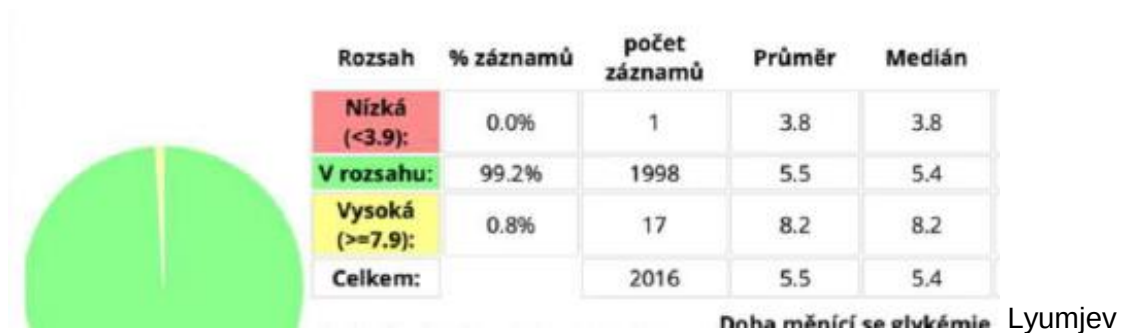 Rozsah % záznamů počet záznamů Průměr Medián
Nízká (<3.9): 0.0% 1 3.8 3.8
V rozsahu: 99.2% 1998 5.5 5.4
Vysoká (>=7.9): 0.8% 17 8.2 8.2
Celkem: 2016 5.5 5.4
Doba měnící se glykémie
Lyumjev